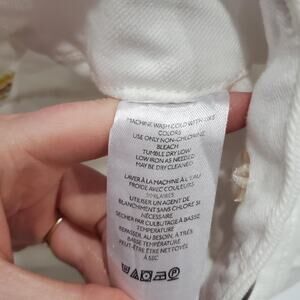 MACHINE WASH COLD WITH LIKE
COLORS
USE ONLY NON-CHLORINE
BLEACH
TUMBLE DRY LOW
LOW IRON AS NEEDED
MAY BE DRYCLEANED
LAVER À LA MACHINE À L'EAU
FROIDE AVEC COULEURS
SIMILAIRES
UTILISER UN AGENT DE
BLANCHIMENT SANS CHLORE SI
NÉCESSAIRE
SÉCHER PAR CULBUTAGE À BASSE
TEMPÉRATURE
REPASSER, AU BESOIN, À TRÈS
BASSE TEMPÉRATURE
PEUT-ÊTRE ÊTRE NETTOYÉ
À SEC